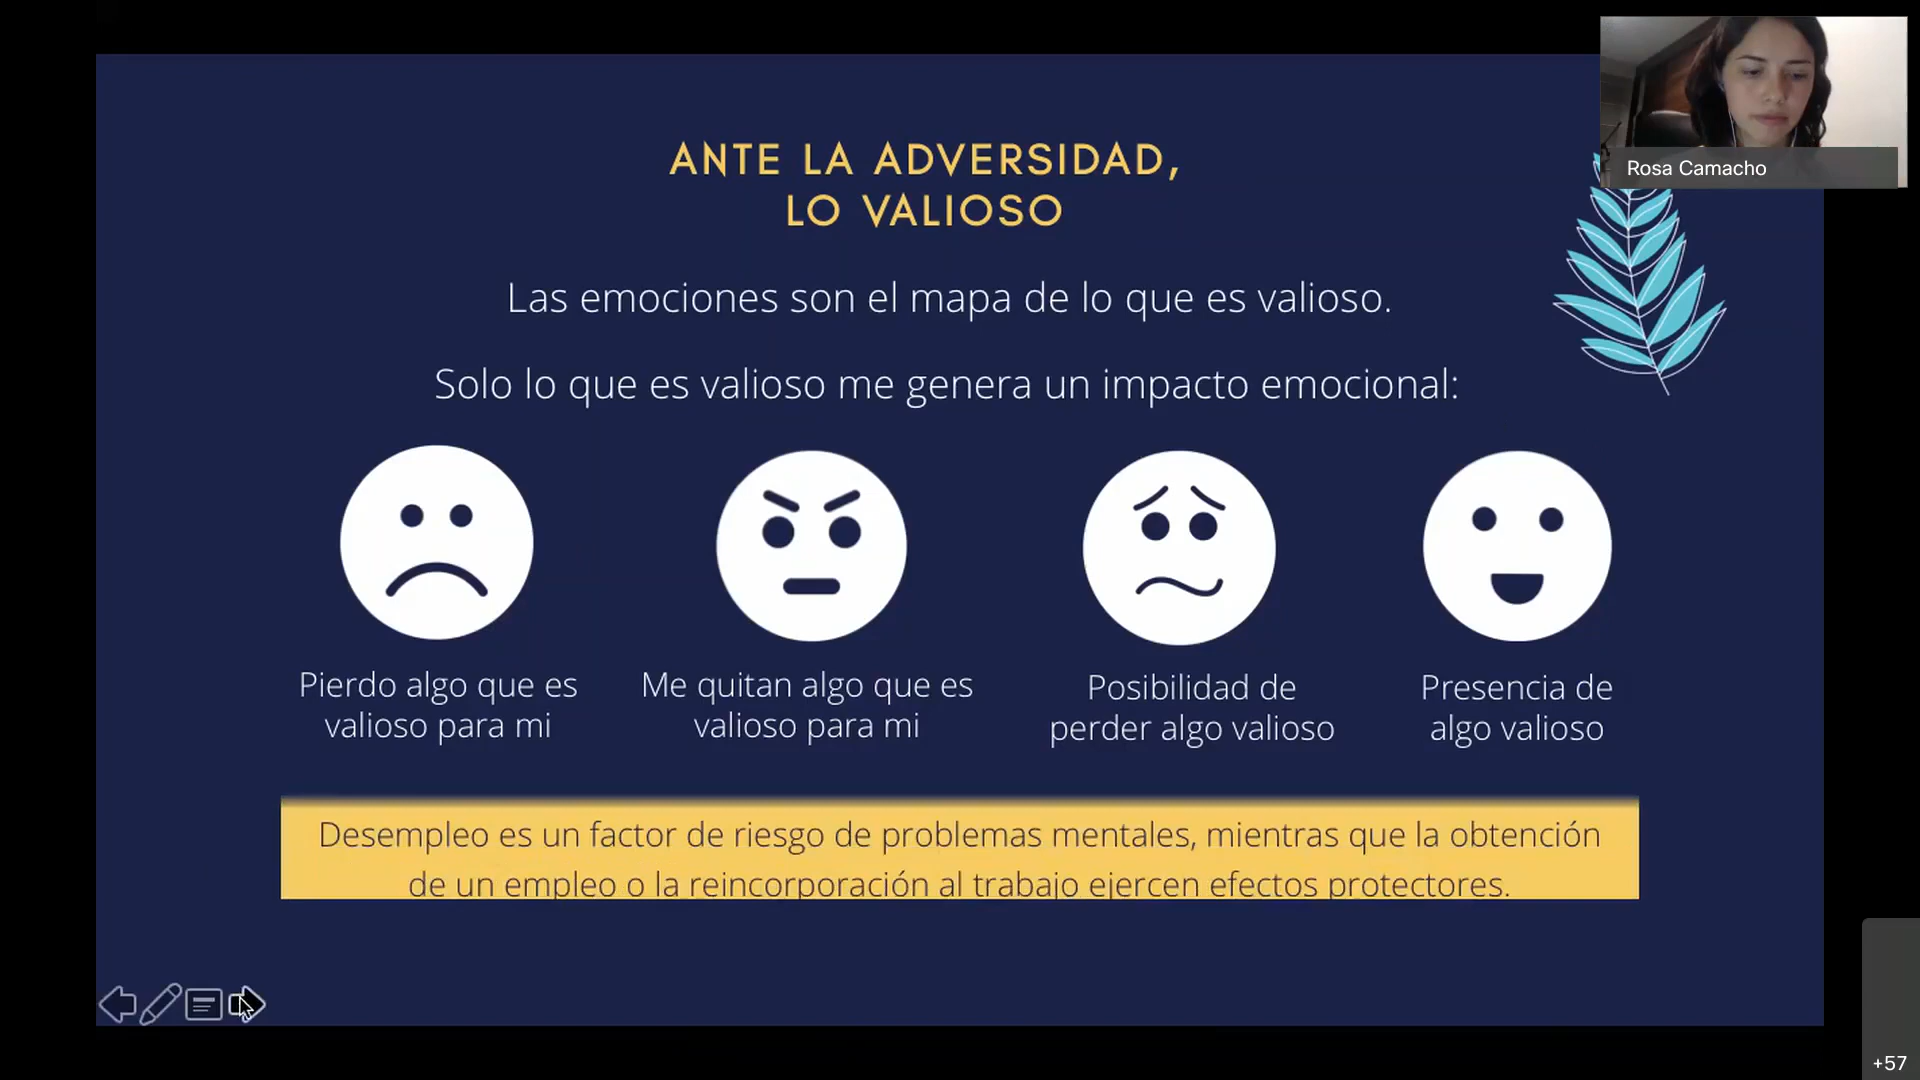 Rosa Camacho
ANTE LA ADVERSIDAD,
LO VALIOSO
Las emociones son el mapa de lo que es valioso.
Solo lo que es valioso me genera un impacto emocional:
Pierdo algo que es
valioso para mi
Me quitan algo que es
valioso para mi
Posibilidad de
perder algo valioso
Presencia de
algo valioso
Desempleo es un factor de riesgo de problemas mentales, mientras que la obtención
de un empleo o la reincorporación al trabajo ejercen efectos protectores.
+57